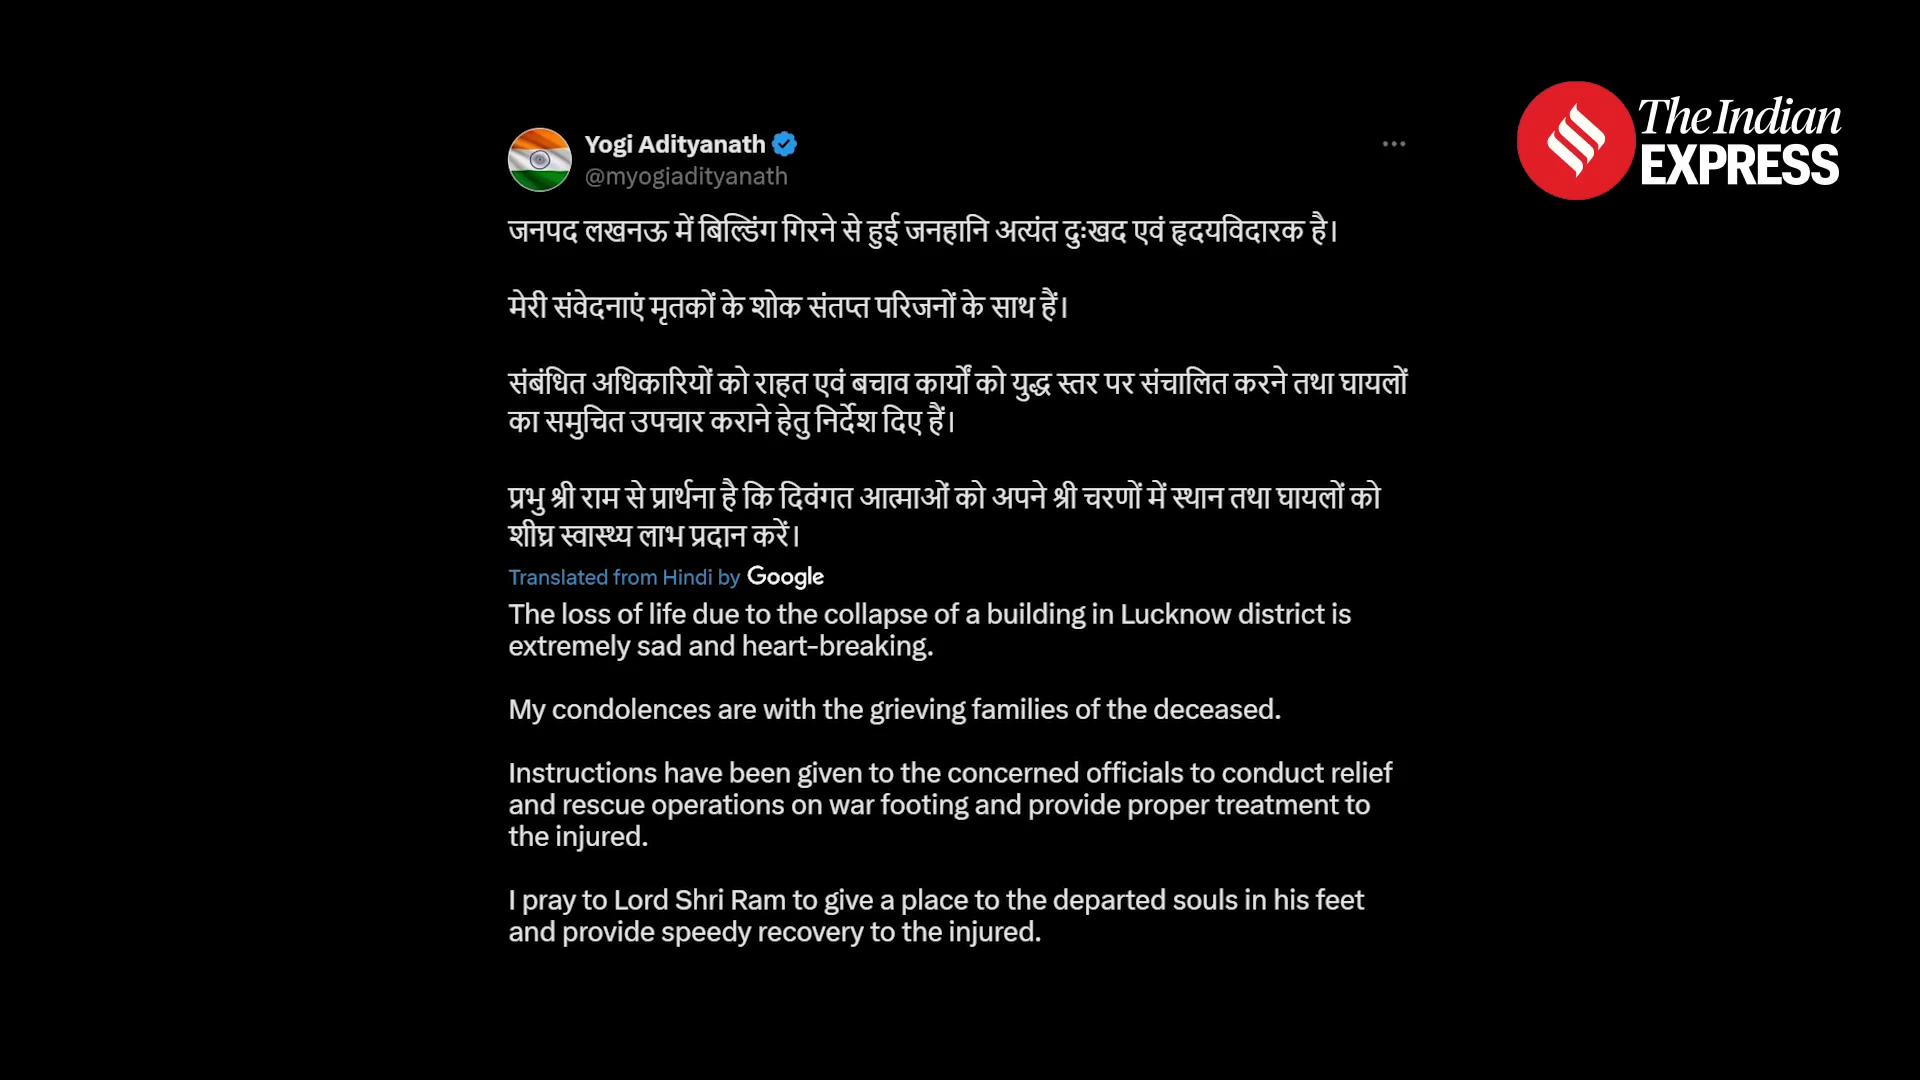 Yogi Adityanath
@myogiadityanath
The Indian
EXPRESS
जनपद लखनऊ में बिल्डिंग गिरने से हुई जनहानि अत्यंत दुःखद एवं हृदयविदारक है।
मेरी संवेदनाएं मृतकों के शोक संतप्त परिजनों के साथ हैं।
संबंधित अधिकारियों को राहत एवं बचाव कार्यों को युद्ध स्तर पर संचालित करने तथा घायलों
का समुचित उपचार कराने हेतु निर्देश दिए हैं।
प्रभु श्री राम से प्रार्थना है कि दिवंगत आत्माओं को अपने श्री चरणों में स्थान तथा घायलों को
शीघ्र स्वास्थ्य लाभ प्रदान करें।
Translated from Hindi by Google
The loss of life due to the collapse of a building in Lucknow district is
extremely sad and heart-breaking.
My condolences are with the grieving families of the deceased.
Instructions have been given to the concerned officials to conduct relief
and rescue operations on war footing and provide proper treatment to
the injured.
I pray to Lord Shri Ram to give a place to the departed souls in his feet
and provide speedy recovery to the injured.